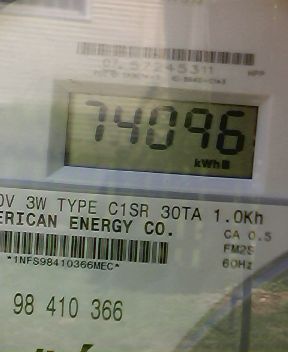 74096
kWh
0V 3W TYPE C1SR 30TA 1.0Kh
ERICAN ENERGY CO.
CA 0.5
FM2S
60Hz
*1NFS98410366MEC*
98 410 366